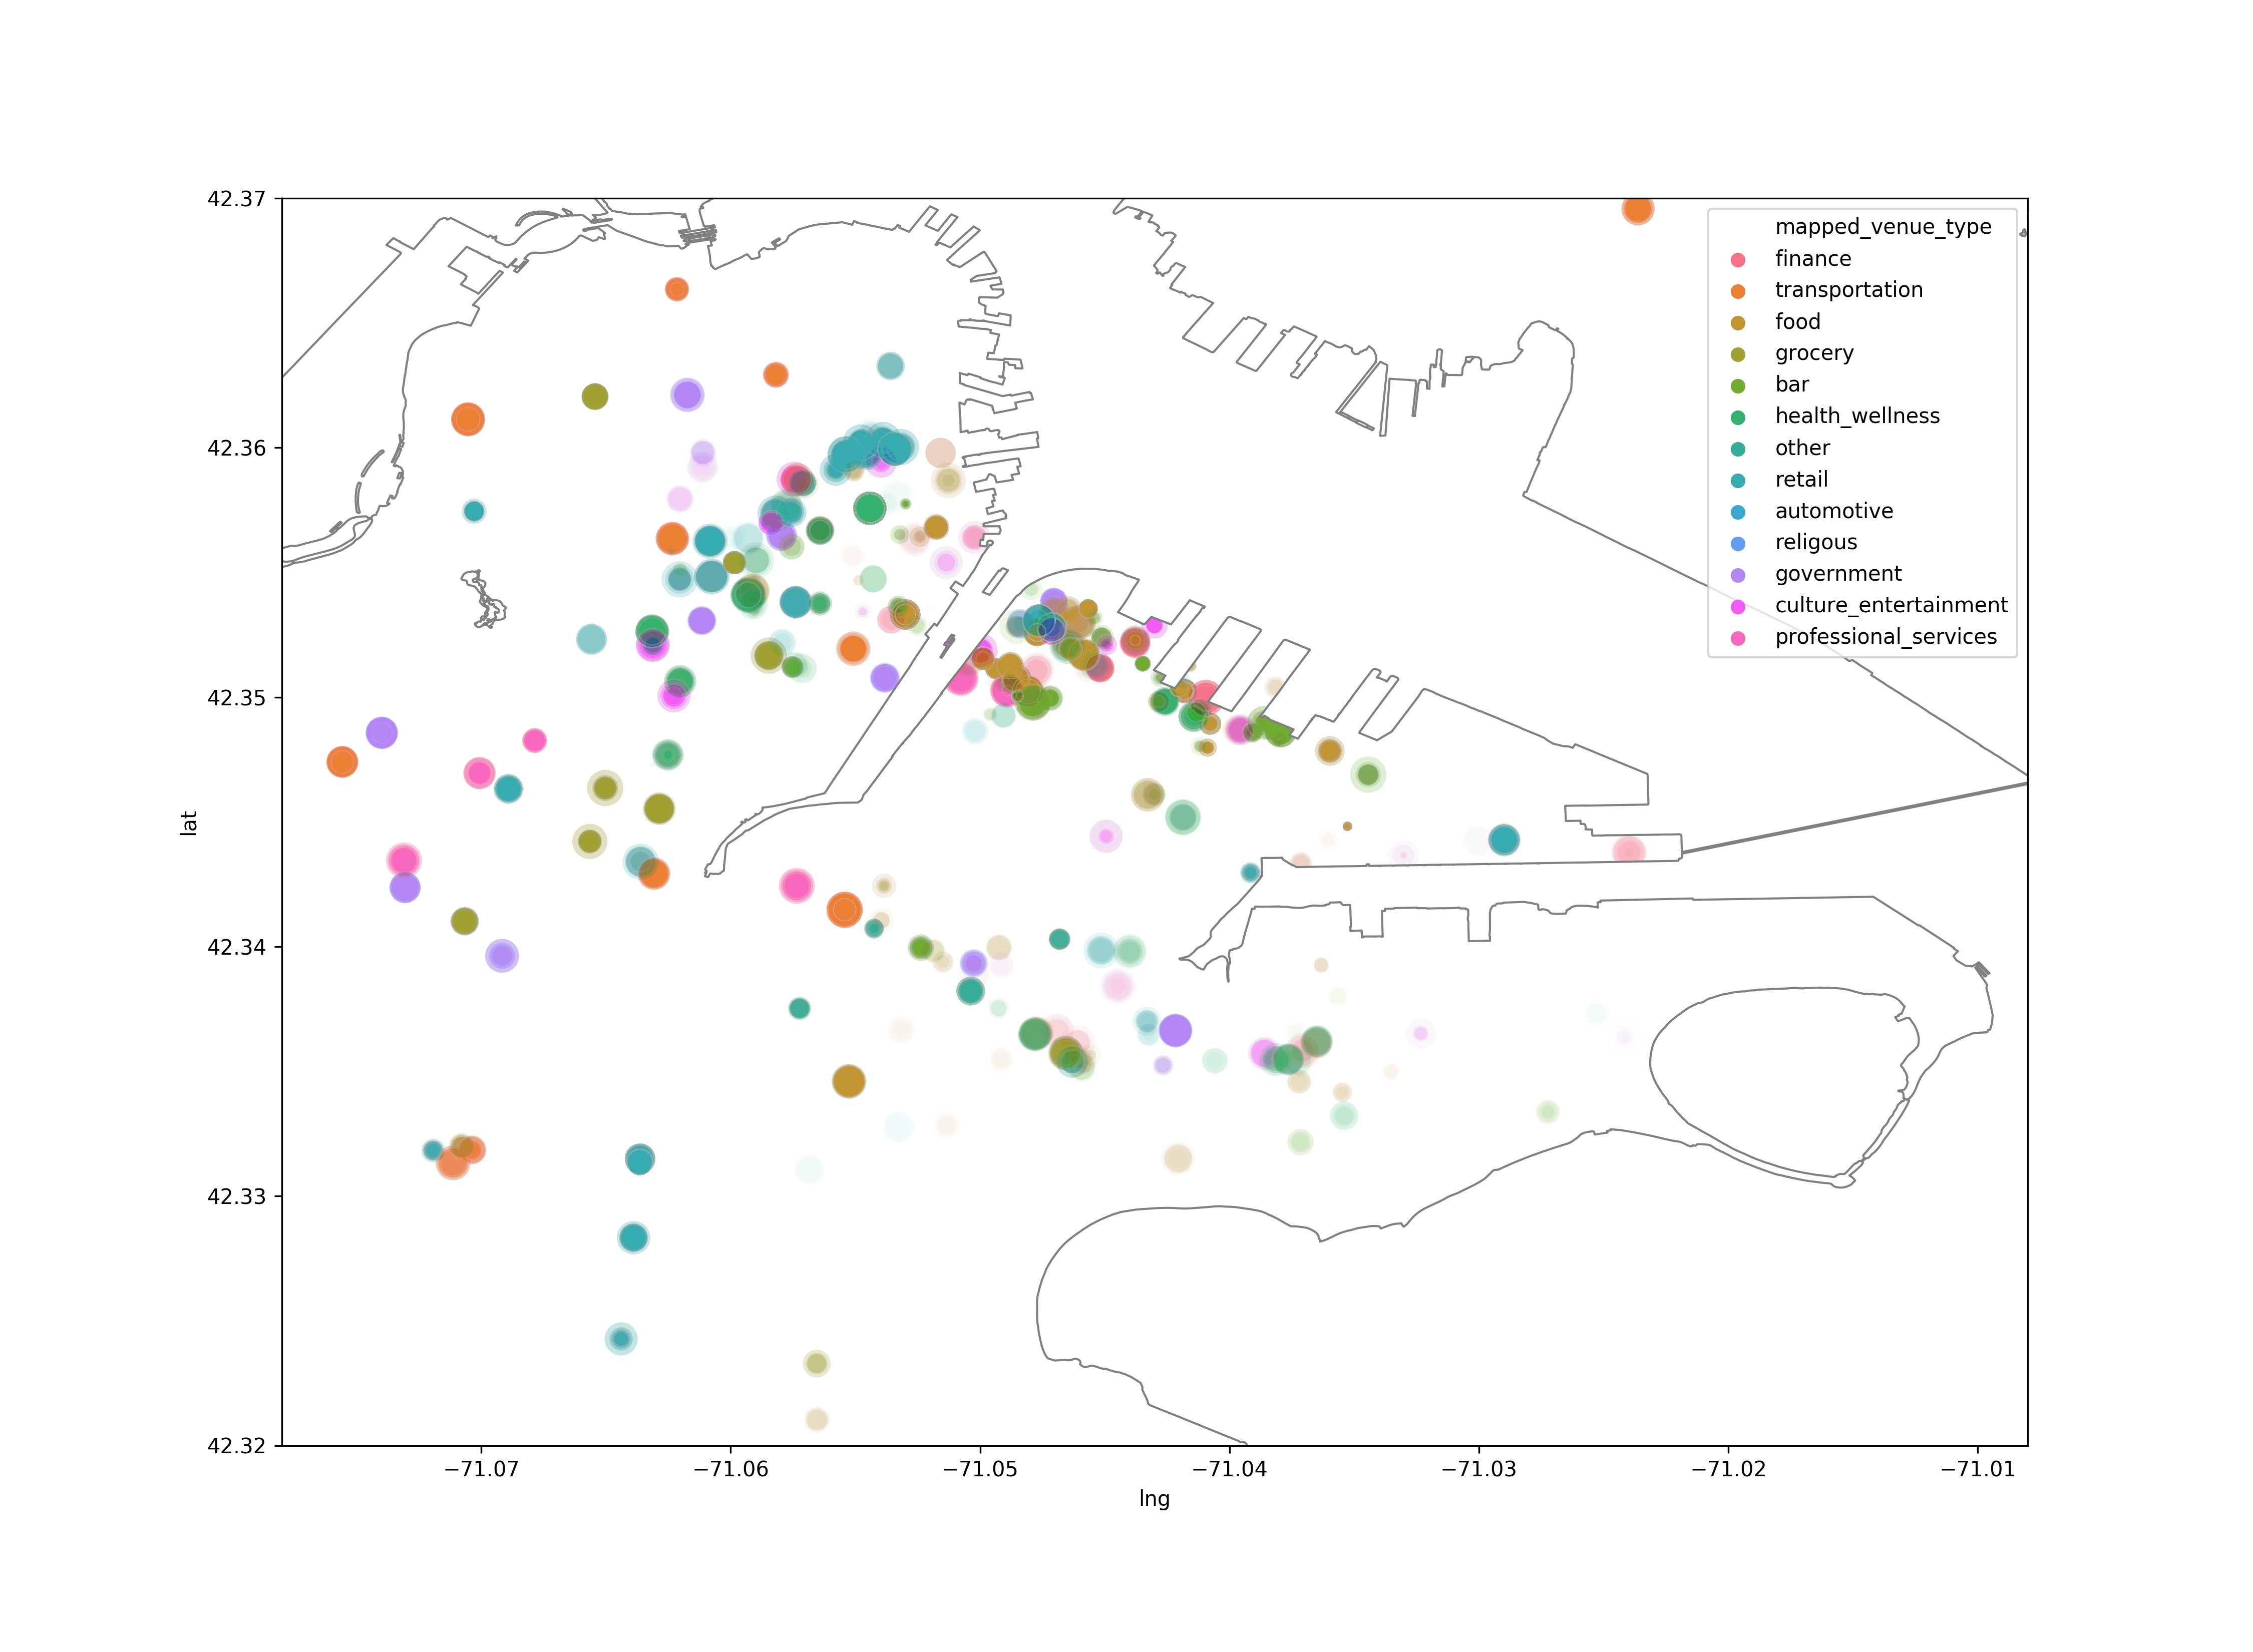 42.37
42.36
42.35
42.34
42.33
42.32
lat
−71.07
−71.06
−71.05
−71.04
−71.03
−71.02
−71.01
lng
mapped_venue_type
finance
transportation
food
grocery
bar
health_wellness
other
retail
automotive
religous
government
culture_entertainment
professional_services